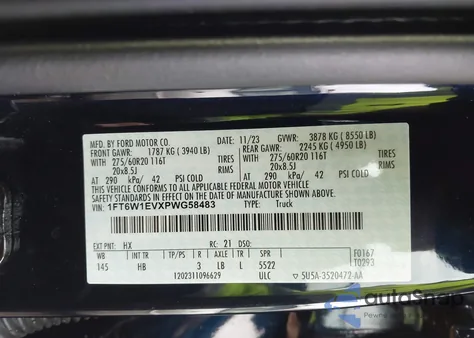 MFD. BY FORD MOTOR CO.
11/23 GVWR: 3878 KG ( 8550 LB)
FRONT GAWR: 1787 KG ( 3940 LB)
REAR GAWR: 2245 KG ( 4950 LB)
WITH 275/60R20 116T TIRES
WITH 275/60R20 116T TIRES
20x8.5J RIMS
20x8.5J RIMS
AT 290 kPa/ 42 PSI COLD
AT 290 kPa/ 42 PSI COLD
THIS VEHICLE CONFORMS TO ALL APPLICABLE FEDERAL MOTOR VEHICLE
SAFETY STANDARDS IN EFFECT ON THE DATE OF MANUFACTURE SHOWN ABOVE.
VIN: 1FT6W1EVXPWG58483
TYPE: Truck
EXT PNT: HX RC: 21 DSO:
WB HB TP/PS R AXLE TR SPR
145 HB 3 LB L 5522
F0167
T0293
1202311096629 ULC
5U5A-3520472-AA
autoSnap